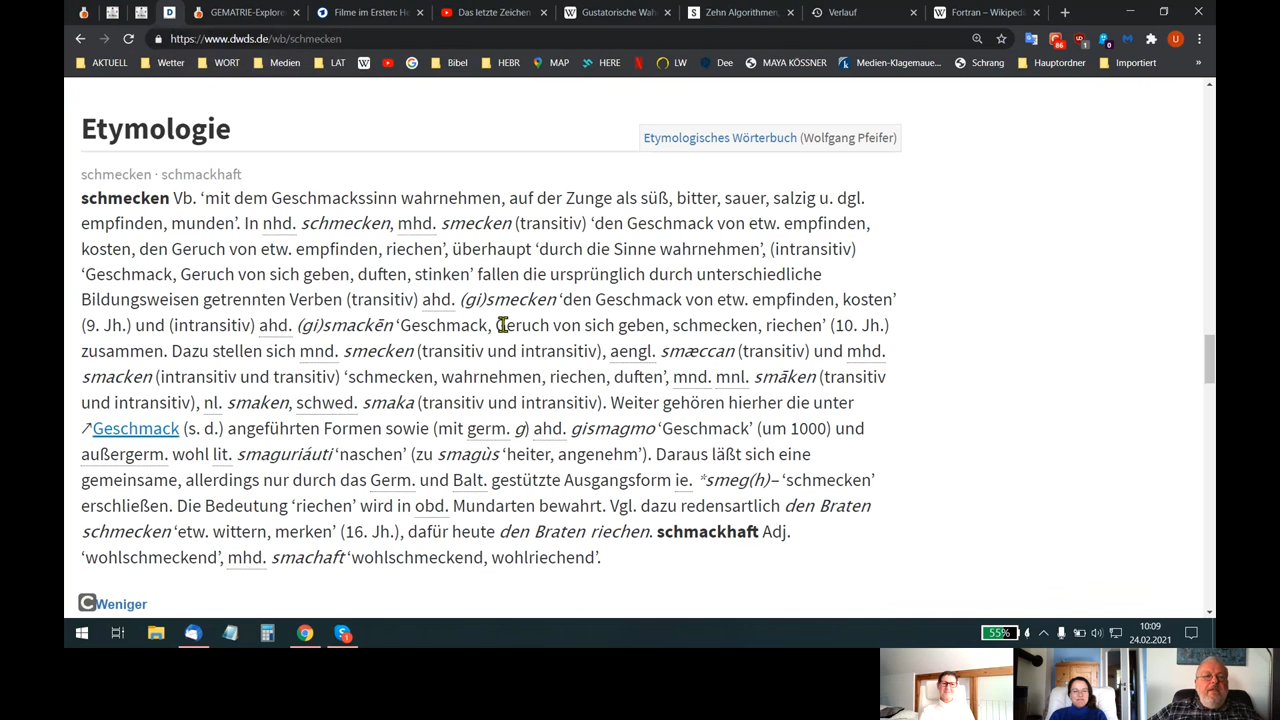 GEMATRIE-Explore
Filme im Ersten: He
Das letzte Zeichen
Gustatorische Wah
Zehn Algorithmen,
Verlauf
Fortran – Wikipedi
https://www.dwds.de/wb/schmecken
86
1
0
U
AKTUELL
Wetter
WORT
Medien
LAT
Bibel
HEBR
MAP
HERE
LW
Dee
MAYA KÖSSNER
Medien-Klagemaue...
Schrang
Hauptordner
Importiert
»
Etymologie
Etymologisches Wörterbuch (Wolfgang Pfeifer)
schmecken · schmackhaft
schmecken Vb. ‘mit dem Geschmackssinn wahrnehmen, auf der Zunge als süß, bitter, sauer, salzig u. dgl.
empfinden, munden’. In nhd. schmecken, mhd. smecken (transitiv) ‘den Geschmack von etw. empfinden,
kosten, den Geruch von etw. empfinden, riechen’, überhaupt ‘durch die Sinne wahrnehmen’, (intransitiv)
‘Geschmack, Geruch von sich geben, duften, stinken’ fallen die ursprünglich durch unterschiedliche
Bildungsweisen getrennten Verben (transitiv) ahd. (gi)smecken ‘den Geschmack von etw. empfinden, kosten’
(9. Jh.) und (intransitiv) ahd. (gi)smackēn ‘Geschmack, Geruch von sich geben, schmecken, riechen’ (10. Jh.)
zusammen. Dazu stellen sich mnd. smecken (transitiv und intransitiv), aengl. smæccan (transitiv) und mhd.
smacken (intransitiv und transitiv) ‘schmecken, wahrnehmen, riechen, duften’, mnd. mnl. smāken (transitiv
und intransitiv), nl. smaken, schwed. smaka (transitiv und intransitiv). Weiter gehören hierher die unter
↗Geschmack (s. d.) angeführten Formen sowie (mit germ. g) ahd. gismagmo ‘Geschmack’ (um 1000) und
außergerm. wohl lit. smaguriáuti ‘naschen’ (zu smagùs ‘heiter, angenehm’). Daraus läßt sich eine
gemeinsame, allerdings nur durch das Germ. und Balt. gestützte Ausgangsform ie. *smeg(h)– ‘schmecken’
erschließen. Die Bedeutung ‘riechen’ wird in obd. Mundarten bewahrt. Vgl. dazu redensartlich den Braten
schmecken ‘etw. wittern, merken’ (16. Jh.), dafür heute den Braten riechen. schmackhaft Adj.
‘wohlschmeckend’, mhd. smachaft ‘wohlschmeckend, wohlriechend’.
Weniger
55%
10:09
24.02.2021